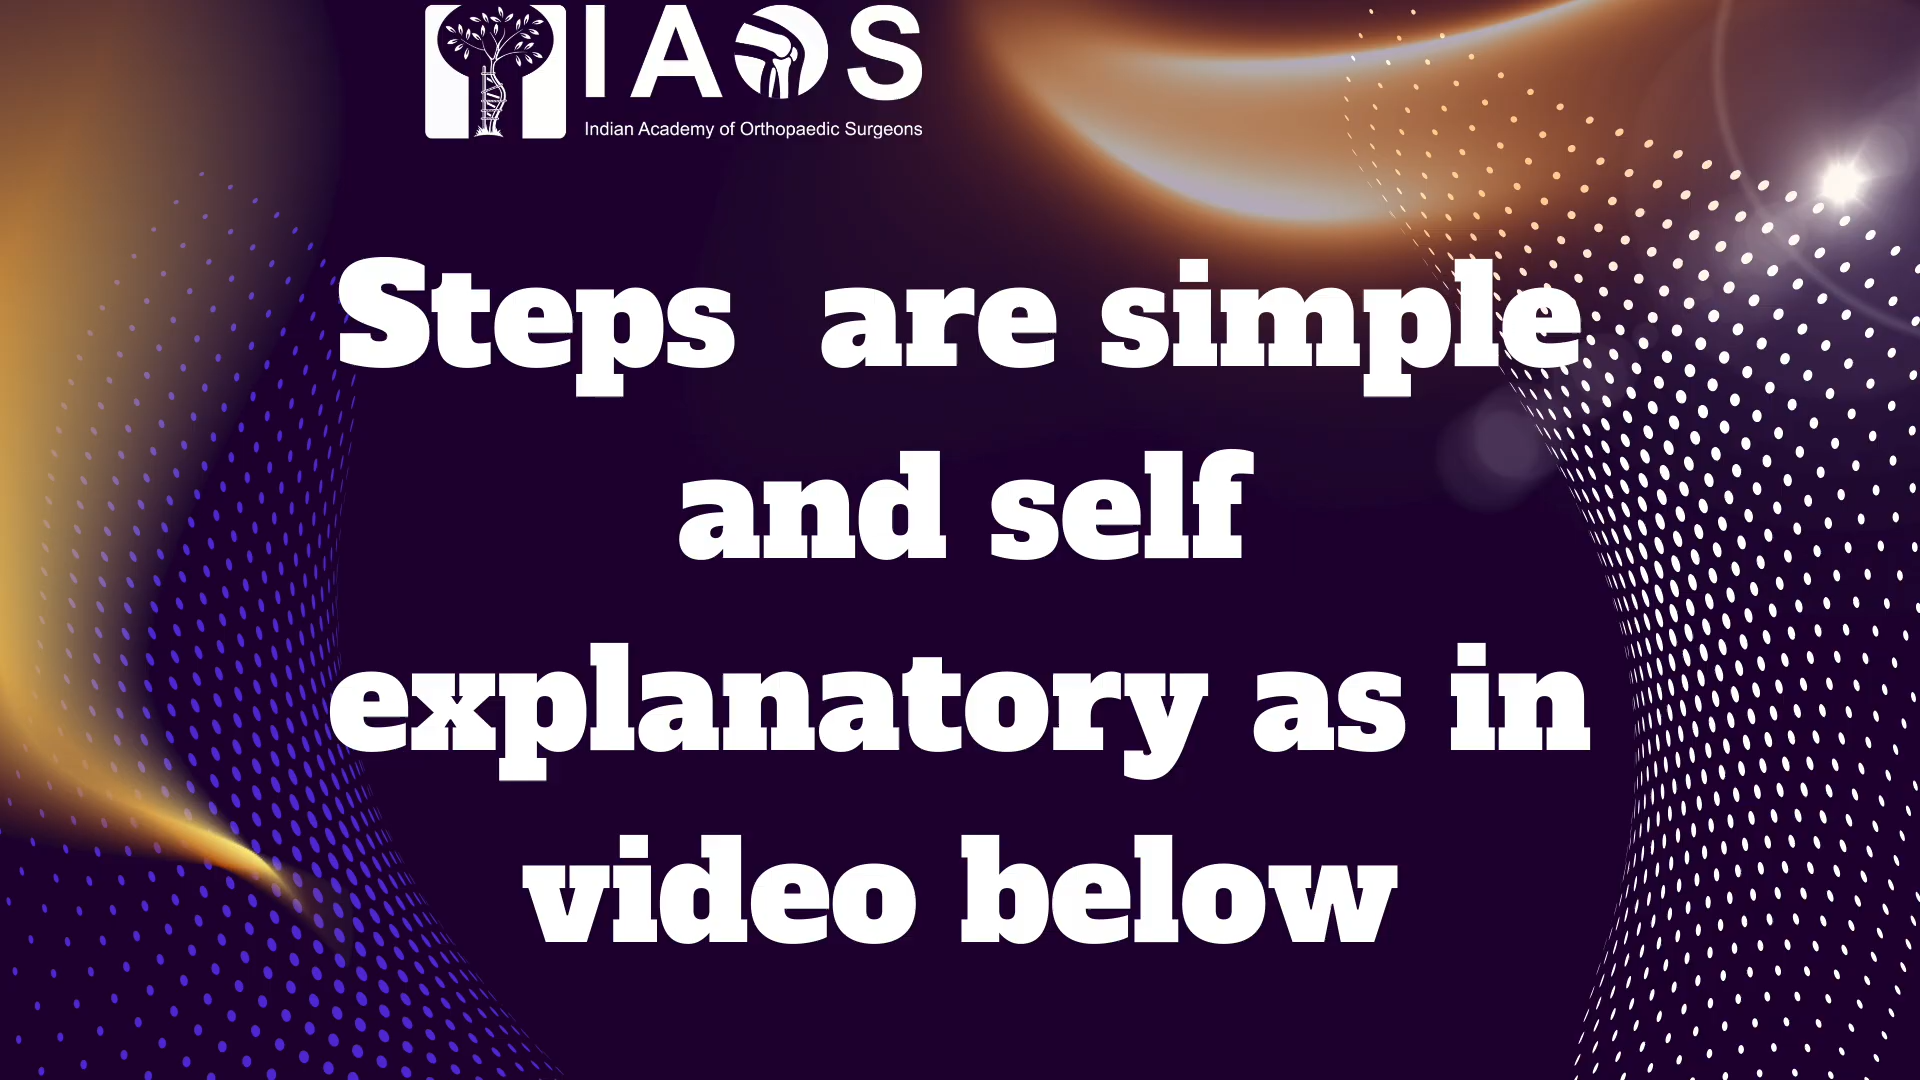 IAOS
Indian Academy of Orthopaedic Surgeons
Steps  are simple
and self
explanatory as in
video below